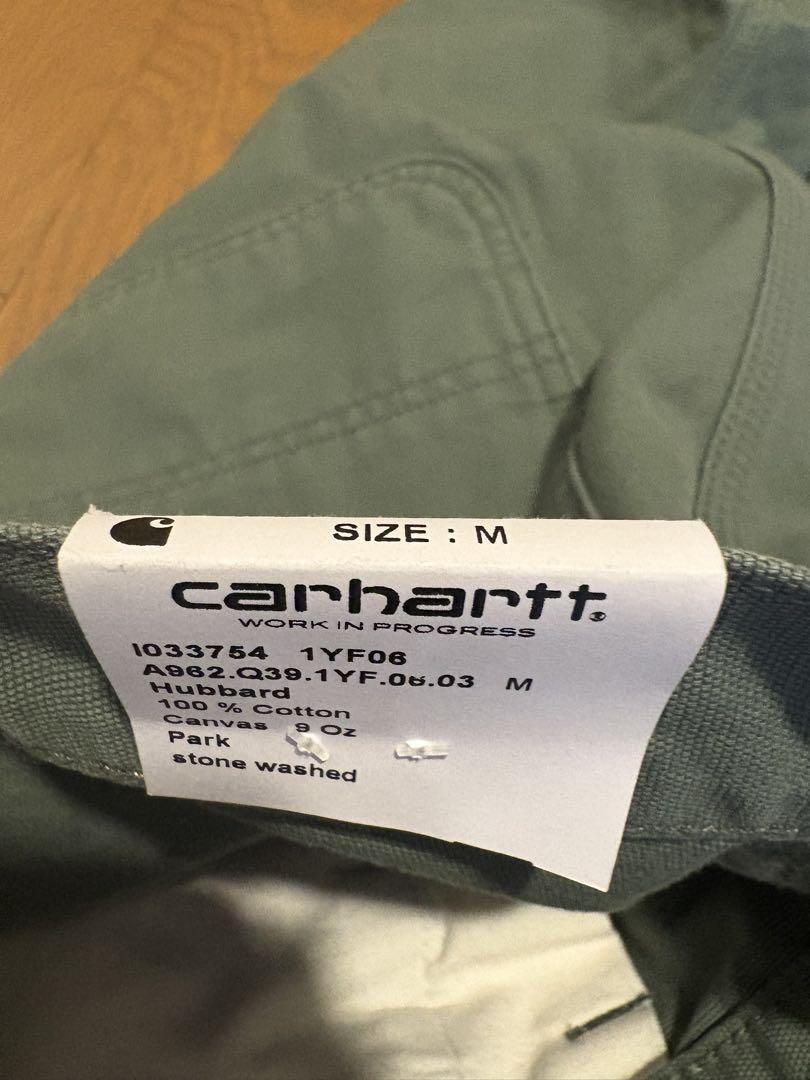 SIZE : M
carhartt®
WORK IN PROGRESS
I033754 1YF06
A962.Q39.1YF.06.03 M
Hubbard
100 % Cotton
Canvas 9 Oz
Park
stone washed